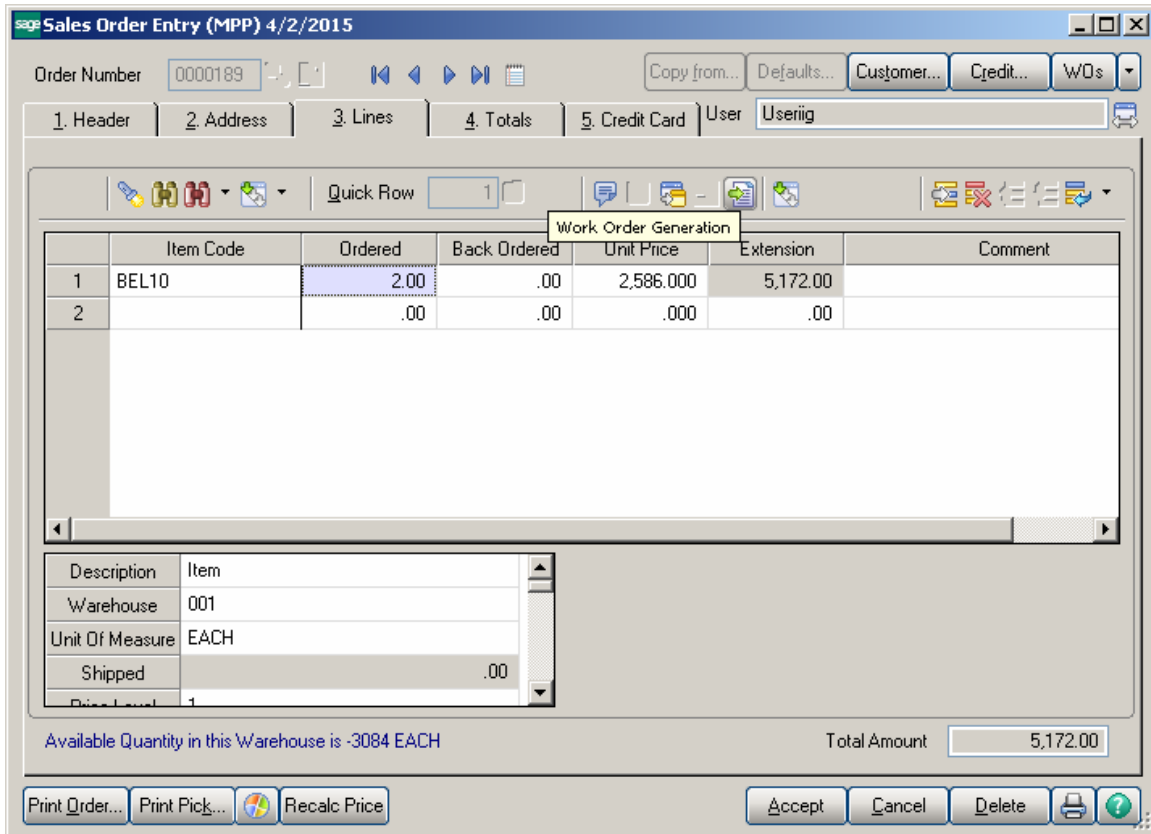 sage Sales Order Entry (MPP) 4/2/2015
Order Number 0000189 Copy from... Defaults... Customer... Credit... WOs
1. Header 2. Address 3. Lines 4. Totals 5. Credit Card User Useriig
Quick Row 1
Work Order Generation
Item Code Ordered Back Ordered Unit Price Extension Comment
1 BEL10 2.00 .00 2,586.000 5,172.00
2 .00 .00 .000 .00
Description Item
Warehouse 001
Unit Of Measure EACH
Shipped .00
Price Level 1
Available Quantity in this Warehouse is -3084 EACH Total Amount 5,172.00
Print Order... Print Pick... Recalc Price Accept Cancel Delete